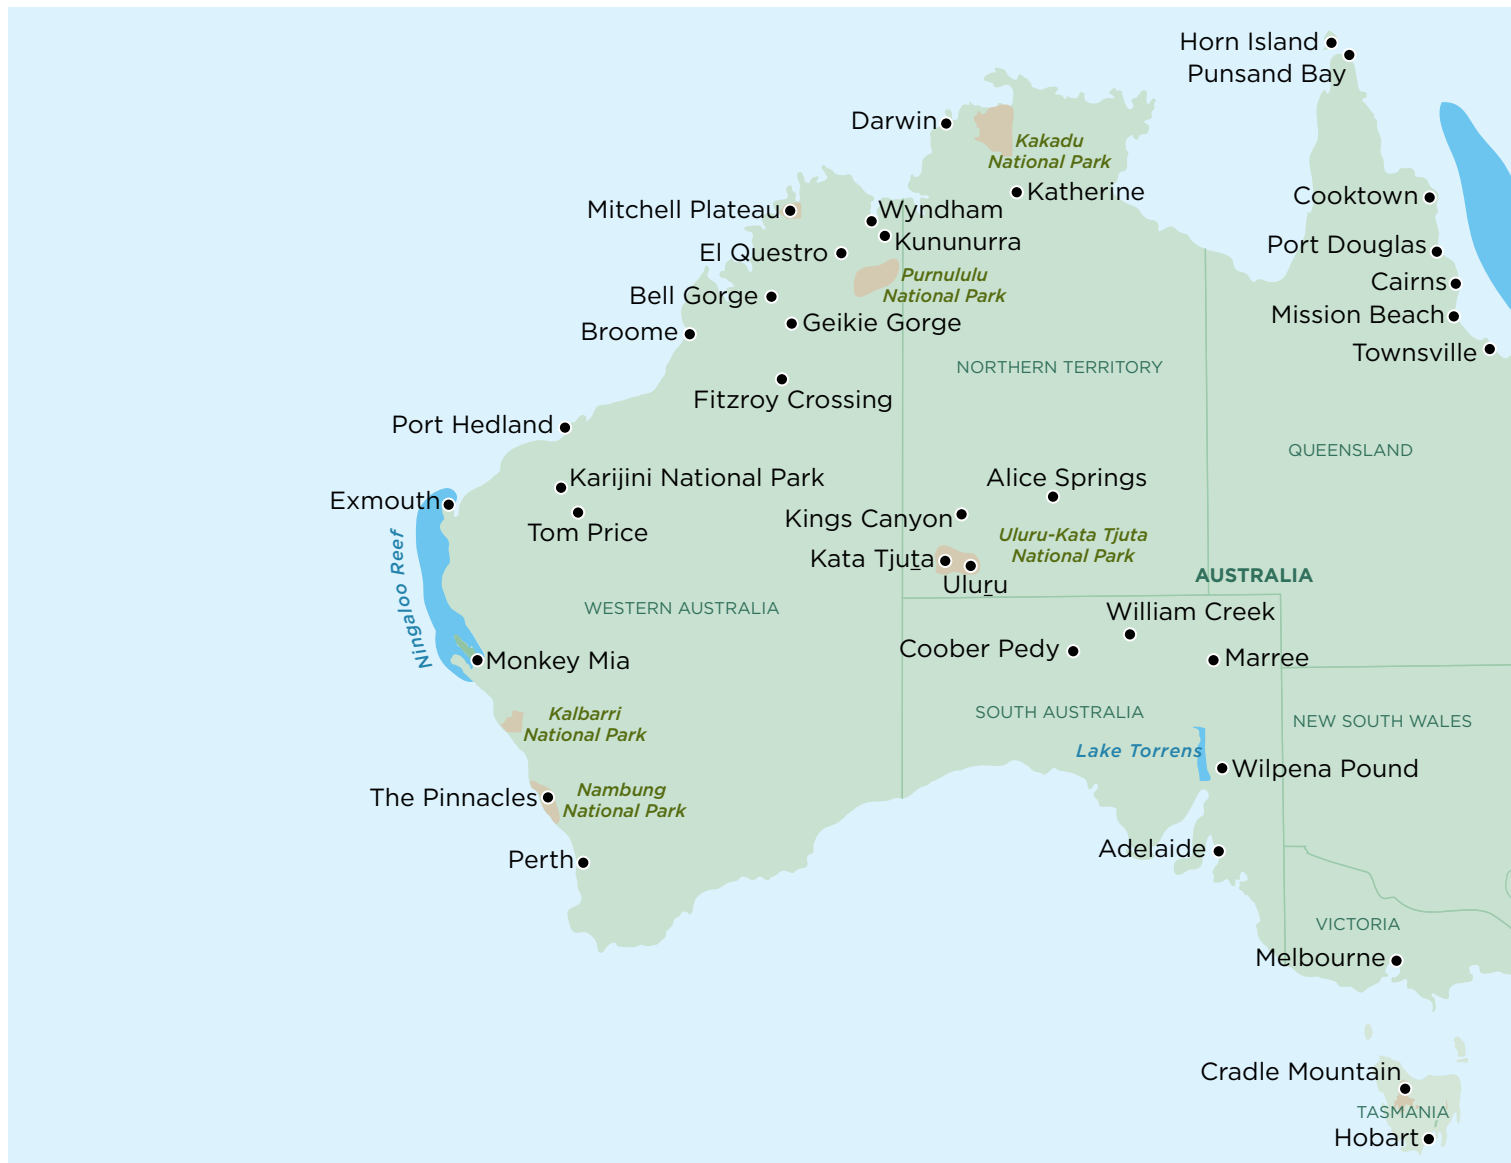 Horn Island
Punsand Bay
Darwin
Kakadu
National Park
Katherine
Cooktown
Mitchell Plateau
Wyndham
Kununurra
El Questro
Port Douglas
Purnululu
National Park
Cairns
Bell Gorge
Geikie Gorge
Mission Beach
Broome
Townsville
NORTHERN TERRITORY
Fitzroy Crossing
Port Hedland
QUEENSLAND
Karijini National Park
Alice Springs
Exmouth
Kings Canyon
Tom Price
Uluru-Kata Tjuta
National Park
Kata Tjuṯa
Uluṟu
AUSTRALIA
Ningaloo Reef
WESTERN AUSTRALIA
William Creek
Coober Pedy
Marree
Monkey Mia
SOUTH AUSTRALIA
NEW SOUTH WALES
Kalbarri
National Park
Lake Torrens
Wilpena Pound
Nambung
National Park
The Pinnacles
Adelaide
Perth
VICTORIA
Melbourne
Cradle Mountain
TASMANIA
Hobart